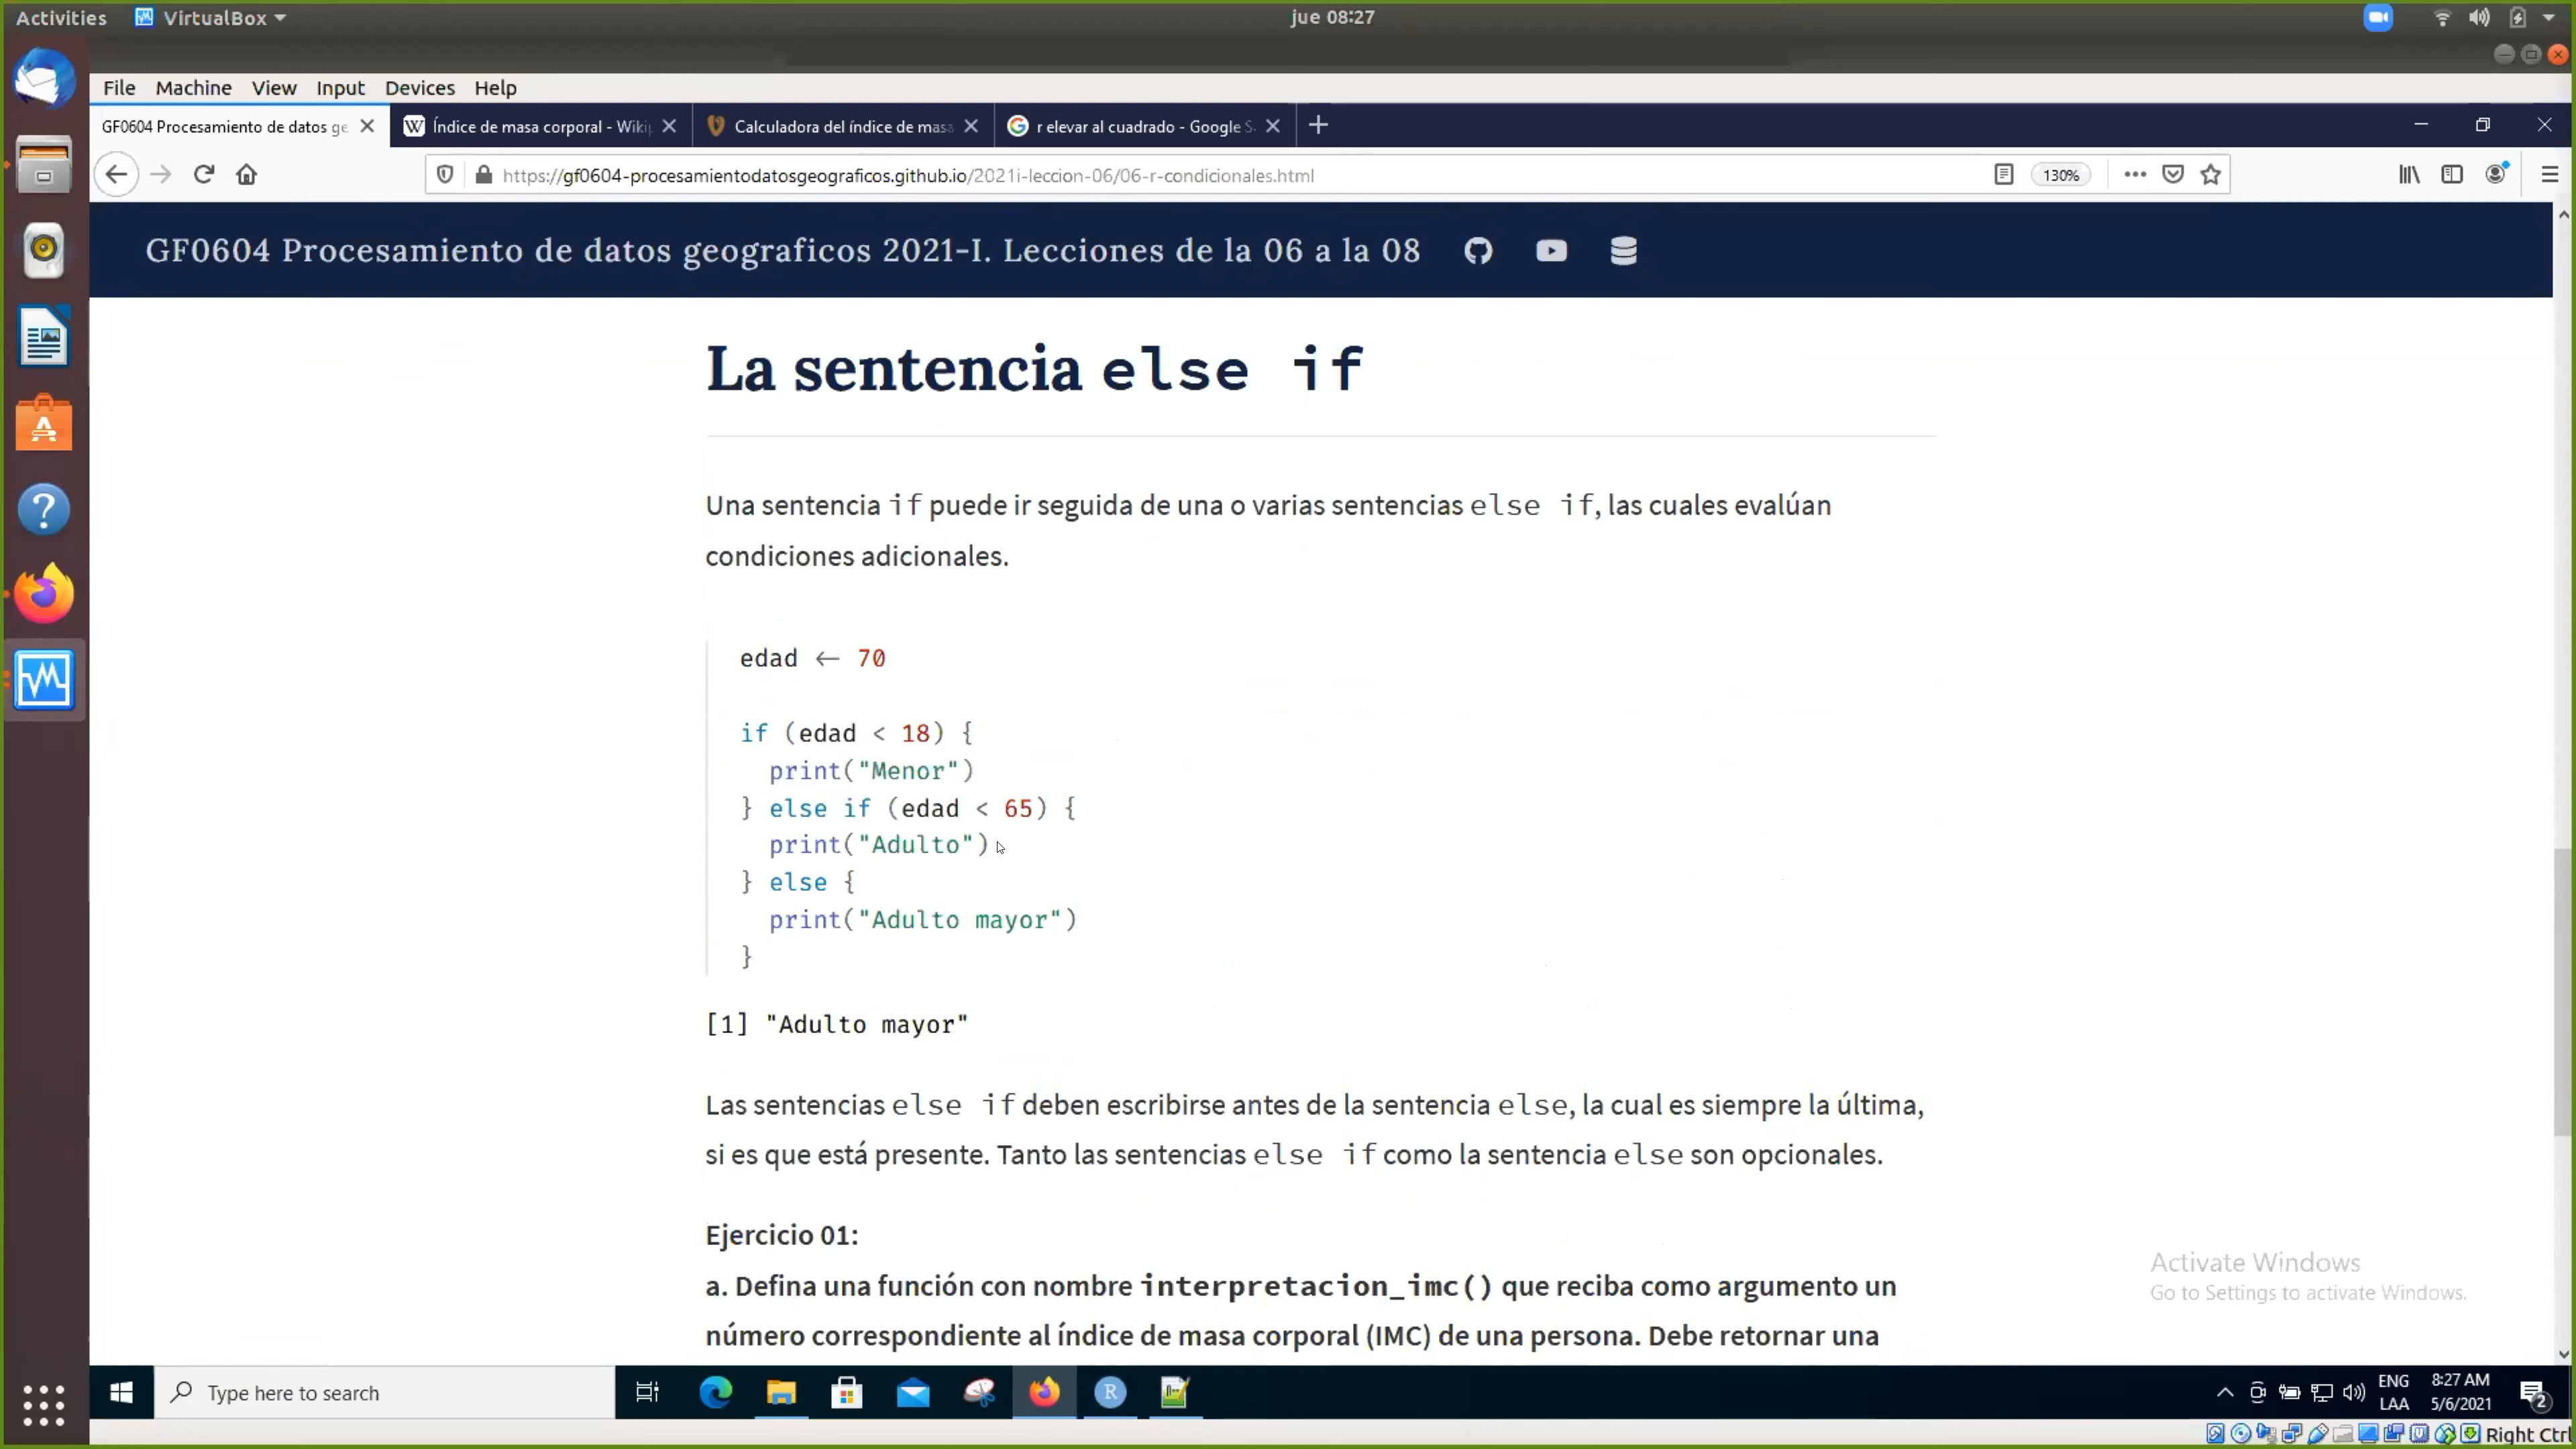 Activities VirtualBox jue 08:27
File Machine View Input Devices Help
GF0604 Procesamiento de datos ge Índice de masa corporal - Wiki Calculadora del índice de mas r elevar al cuadrado - Google S
https://gf0604-procesamientodatosgeograficos.github.io/2021i-leccion-06/06-r-condicionales.html 130%
GF0604 Procesamiento de datos geograficos 2021-I. Lecciones de la 06 a la 08
La sentencia else if
Una sentencia if puede ir seguida de una o varias sentencias else if, las cuales evalúan
condiciones adicionales.
edad ← 70
if (edad < 18) {
print("Menor")
} else if (edad < 65) {
print("Adulto")
} else {
print("Adulto mayor")
}
[1] "Adulto mayor"
Las sentencias else if deben escribirse antes de la sentencia else, la cual es siempre la última,
si es que está presente. Tanto las sentencias else if como la sentencia else son opcionales.
Ejercicio 01:
a. Defina una función con nombre interpretacion_imc() que reciba como argumento un
número correspondiente al índice de masa corporal (IMC) de una persona. Debe retornar una
Activate Windows
Go to Settings to activate Windows.
Type here to search
ENG 8:27 AM
LAA 5/6/2021 2
Right Ctrl